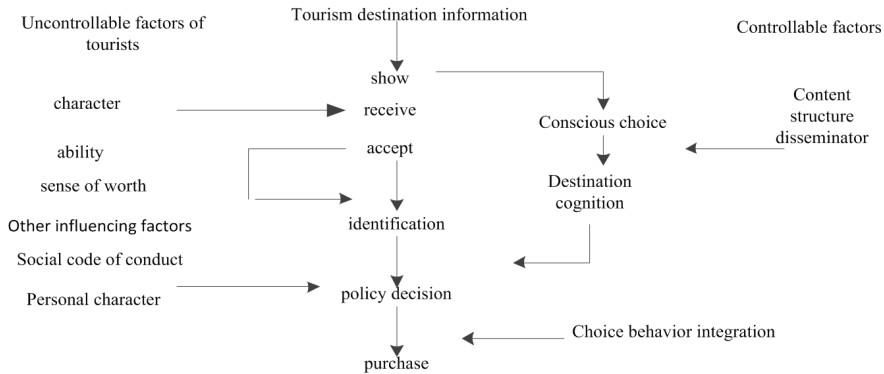 Tourism destination information
Uncontrollable factors of
tourists
Controllable factors
show
character
receive
Content
structure
disseminator
Conscious choice
ability
accept
sense of worth
Destination
cognition
Other influencing factors
identification
Social code of conduct
Personal character
policy decision
Choice behavior integration
purchase